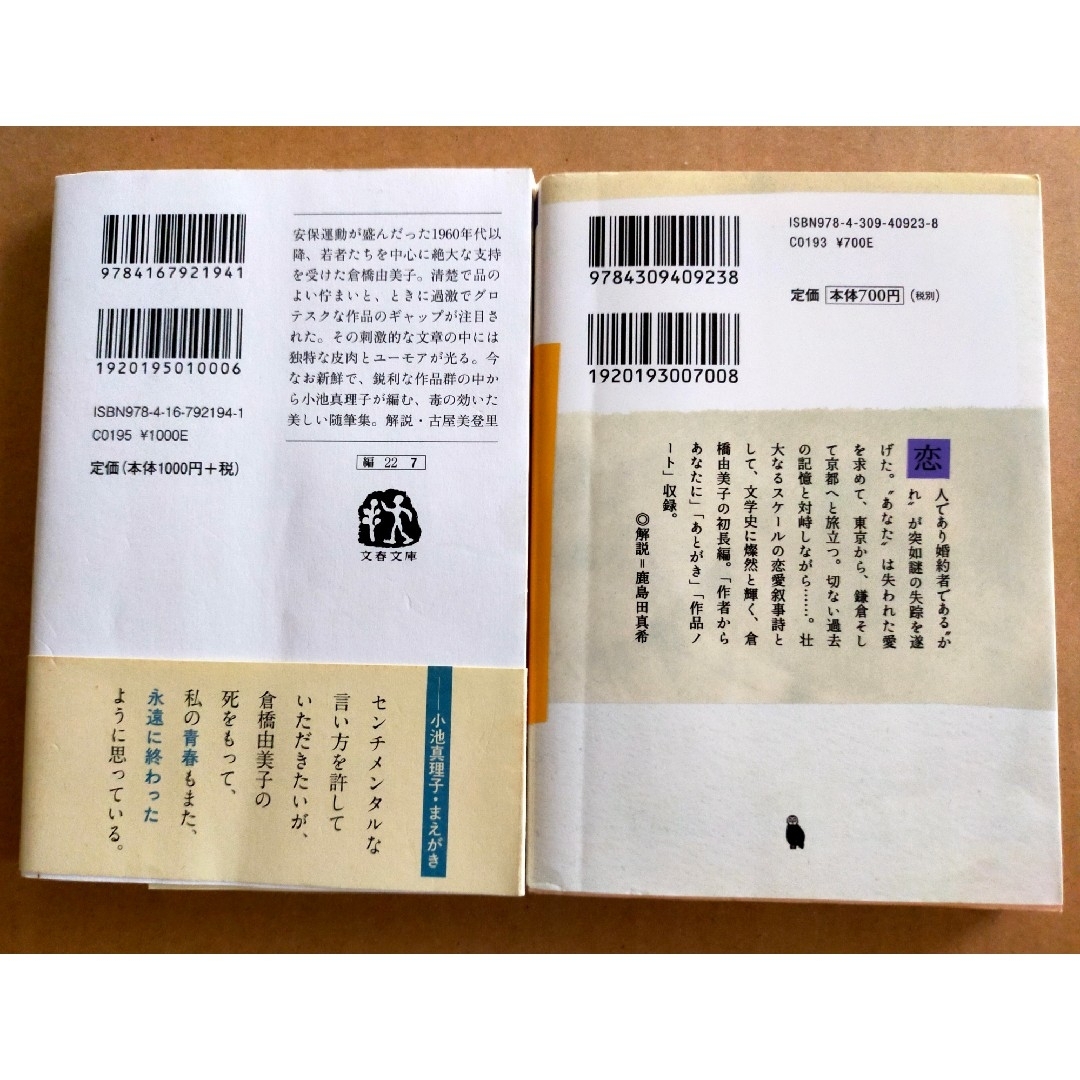 9784167921941
1920195010006
ISBN978-4-16-792194-1
C0195 ¥1000E
定価(本体1000円+税)
安保運動が盛んだった1960年代以
降、若者たちを中心に絶大な支持
を受けた倉橋由美子。清楚で品の
よい佇まいと、ときに過激でグロ
テスクな作品のギャップが注目さ
れた。その刺激的な文章の中には
独特な皮肉とユーモアが光る。今
なお新鮮で、鋭利な作品群の中か
ら小池真理子が編む、毒の効いた
美しい随筆集。解説・古屋美登里
編 22 7
文春文庫
センチメンタルな
言い方を許して
いただきたいが、
倉橋由美子の
死をもって、
私の青春もまた、
永遠に終わった
ように思っている。
——小池真理子・まえがき
9784309409238
1920193007008
ISBN978-4-309-40923-8
C0193 ¥700E
定価 本体700円 (税別)
恋人であり婚約者である“か
れ”が突如謎の失踪を遂
げた。“あなた”は失われた愛
を求めて、東京から、鎌倉そし
て京都へと旅立つ。切ない過去
の記憶と対峙しながら……。壮
大なるスケールの恋愛叙事詩と
して、文学史に燦然と輝く、倉
橋由美子の初長編。「作者から
あなたに」「あとがき」「作品ノ
ート」収録。
◎解説=鹿島田真希